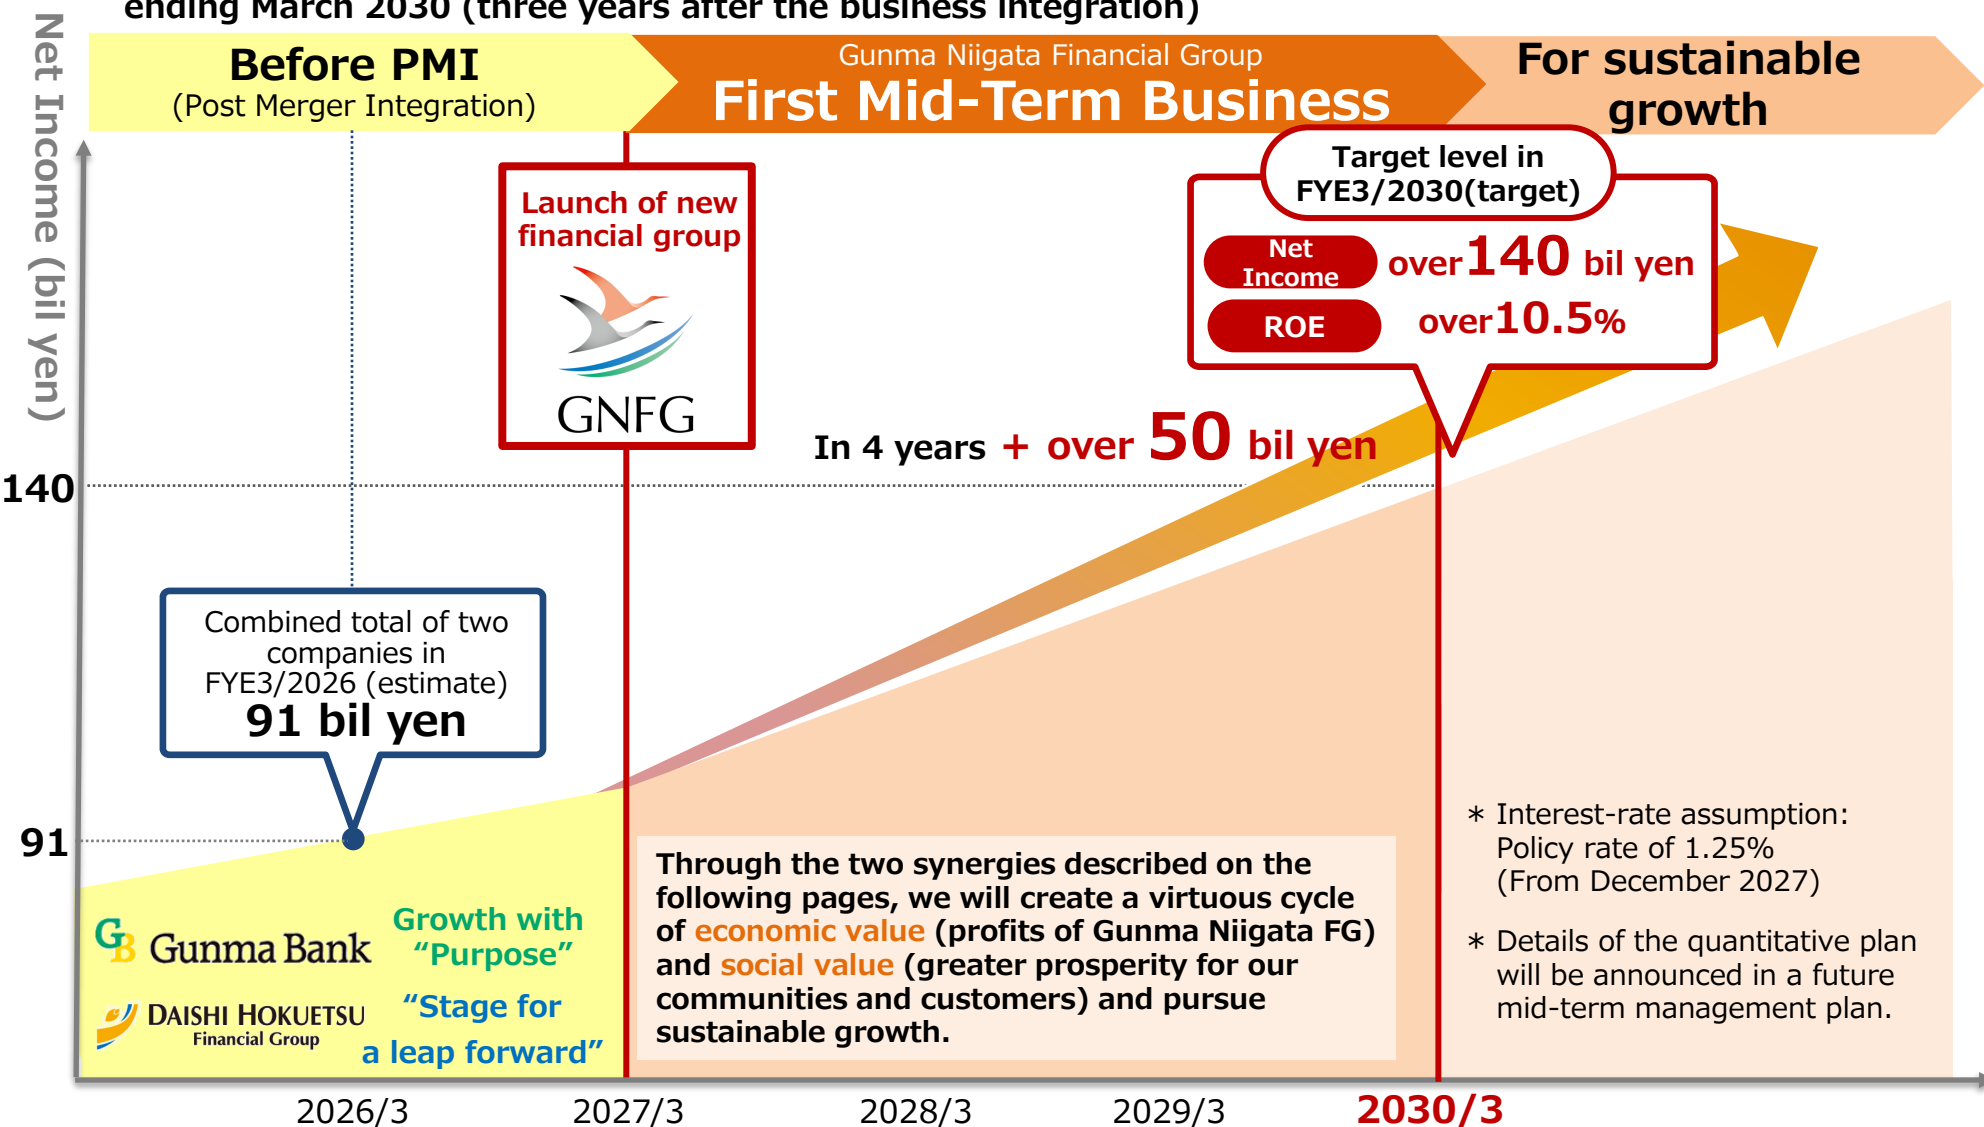 ending March 2030 (three years after the business integration)
Net Income (bil yen)
Before PMI
(Post Merger Integration)
Gunma Niigata Financial Group
First Mid-Term Business
For sustainable
growth
Launch of new
financial group
GNFG
Target level in
FYE3/2030(target)
Net
Income
over 140 bil yen
ROE
over 10.5%
In 4 years + over 50 bil yen
140
Combined total of two
companies in
FYE3/2026 (estimate)
91 bil yen
91
GB Gunma Bank
Growth with
“Purpose”
DAISHI HOKUETSU
Financial Group
“Stage for
a leap forward”
Through the two synergies described on the
following pages, we will create a virtuous cycle
of economic value (profits of Gunma Niigata FG)
and social value (greater prosperity for our
communities and customers) and pursue
sustainable growth.
* Interest-rate assumption:
Policy rate of 1.25%
(From December 2027)
* Details of the quantitative plan
will be announced in a future
mid-term management plan.
2026/3
2027/3
2028/3
2029/3
2030/3